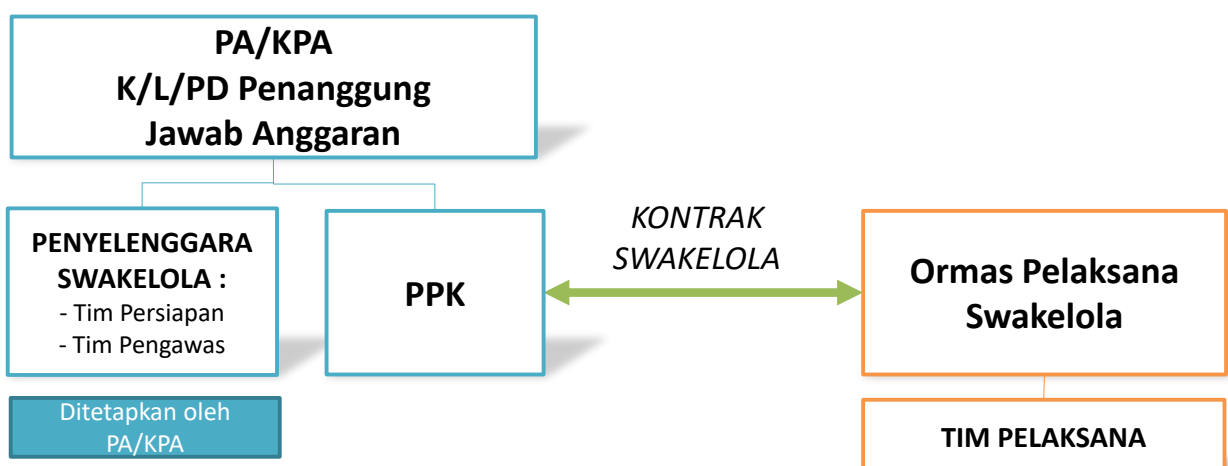 PA/KPA
K/L/PD Penanggung
Jawab Anggaran
PENYELENGGARA
SWAKELOLA :
- Tim Persiapan
- Tim Pengawas
Ditetapkan oleh
PA/KPA
PPK
KONTRAK
SWAKELOLA
Ormas Pelaksana
Swakelola
TIM PELAKSANA